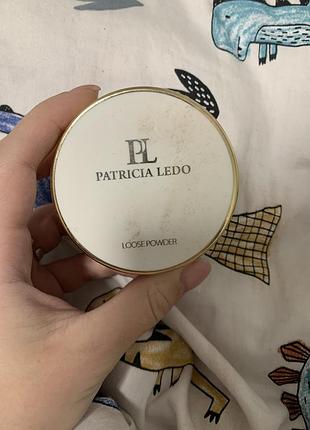 PL
PATRICIA LEDO
LOOSE POWDER